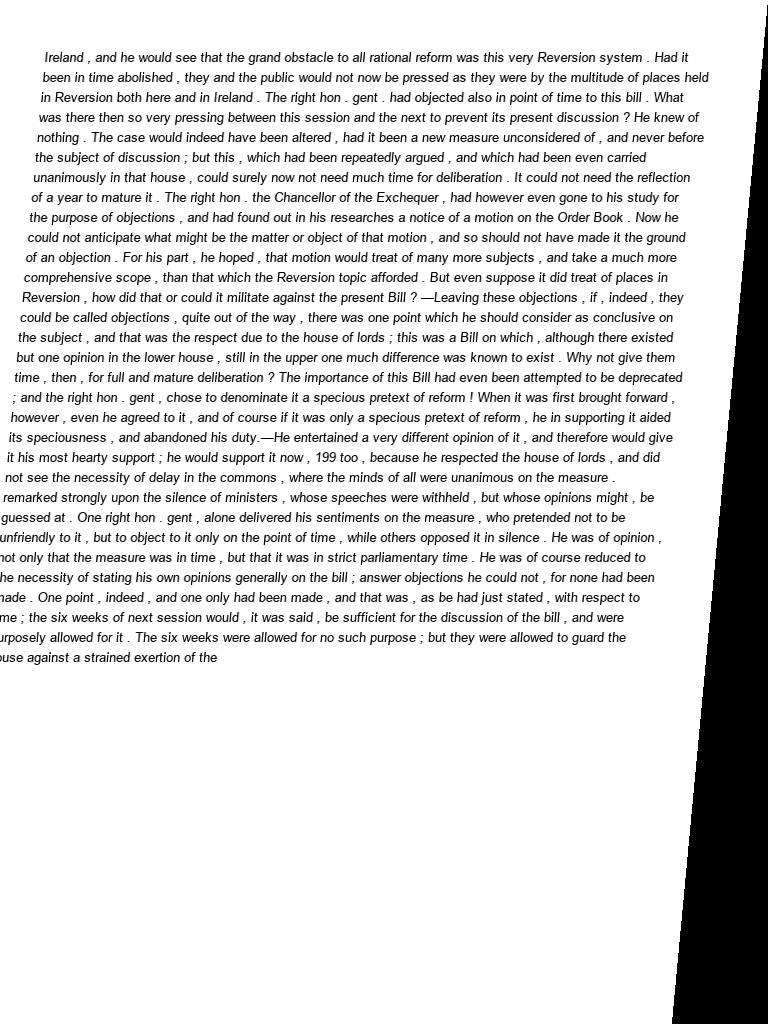 Ireland , and he would see that the grand obstacle to all rational reform was this very Reversion system . Had it
been in time abolished , they and the public would not now be pressed as they were by the multitude of places held
in Reversion both here and in Ireland . The right hon . gent . had objected also in point of time to this bill . What
was there then so very pressing between this session and the next to prevent its present discussion ? He knew of
nothing . The case would indeed have been altered , had it been a new measure unconsidered of , and never before
the subject of discussion ; but this , which had been repeatedly argued , and which had been even carried
unanimously in that house , could surely now not need much time for deliberation . It could not need the reflection
of a year to mature it . The right hon . the Chancellor of the Exchequer , had however even gone to his study for
the purpose of objections , and had found out in his researches a notice of a motion on the Order Book . Now he
could not anticipate what might be the matter or object of that motion , and so should not have made it the ground
of an objection . For his part , he hoped , that motion would treat of many more subjects , and take a much more
comprehensive scope , than that which the Reversion topic afforded . But even suppose it did treat of places in
Reversion , how did that or could it militate against the present Bill ? —Leaving these objections , if , indeed , they
could be called objections , quite out of the way , there was one point which he should consider as conclusive on
the subject , and that was the respect due to the house of lords ; this was a Bill on which , although there existed
but one opinion in the lower house , still in the upper one much difference was known to exist . Why not give them
time , then , for full and mature deliberation ? The importance of this Bill had even been attempted to be deprecated
; and the right hon . gent , chose to denominate it a specious pretext of reform ! When it was first brought forward ,
however , even he agreed to it , and of course if it was only a specious pretext of reform , he in supporting it aided
its speciousness , and abandoned his duty.—He entertained a very different opinion of it , and therefore would give
it his most hearty support ; he would support it now , 199 too , because he respected the house of lords , and did
not see the necessity of delay in the commons , where the minds of all were unanimous on the measure .
remarked strongly upon the silence of ministers , whose speeches were withheld , but whose opinions might , be
guessed at . One right hon . gent , alone delivered his sentiments on the measure , who pretended not to be
unfriendly to it , but to object to it only on the point of time , while others opposed it in silence . He was of opinion ,
not only that the measure was in time , but that it was in strict parliamentary time . He was of course reduced to
he necessity of stating his own opinions generally on the bill ; answer objections he could not , for none had been
made . One point , indeed , and one only had been made , and that was , as be had just stated , with respect to
me ; the six weeks of next session would , it was said , be sufficient for the discussion of the bill , and were
urposely allowed for it . The six weeks were allowed for no such purpose ; but they were allowed to guard the
ouse against a strained exertion of the